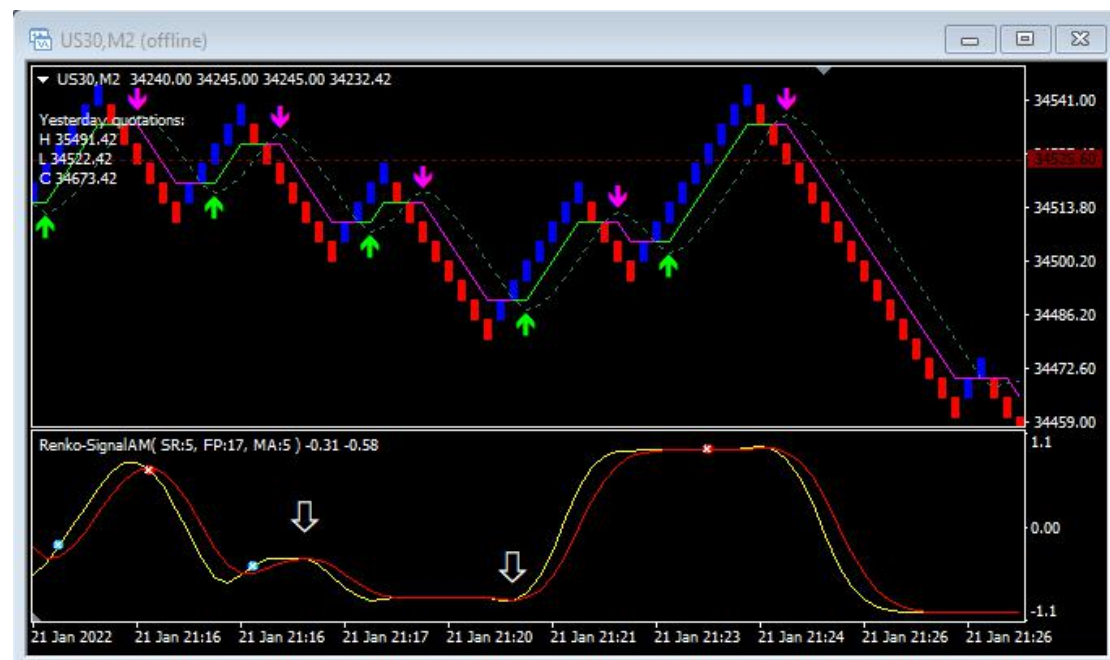 US30,M2 (offline)
US30,M2 34240.00 34245.00 34245.00 34232.42
Yesterday quotations:
H 35491.42
L 34522.42
C 34673.42
34541.00
34525.60
34513.80
34500.20
34486.20
34472.60
34459.00
Renko-SignalAM( SR:5, FP:17, MA:5 ) -0.31 -0.58
1.1
0.00
-1.1
21 Jan 2022 21 Jan 21:16 21 Jan 21:16 21 Jan 21:17 21 Jan 21:20 21 Jan 21:21 21 Jan 21:23 21 Jan 21:24 21 Jan 21:26 21 Jan 21:26